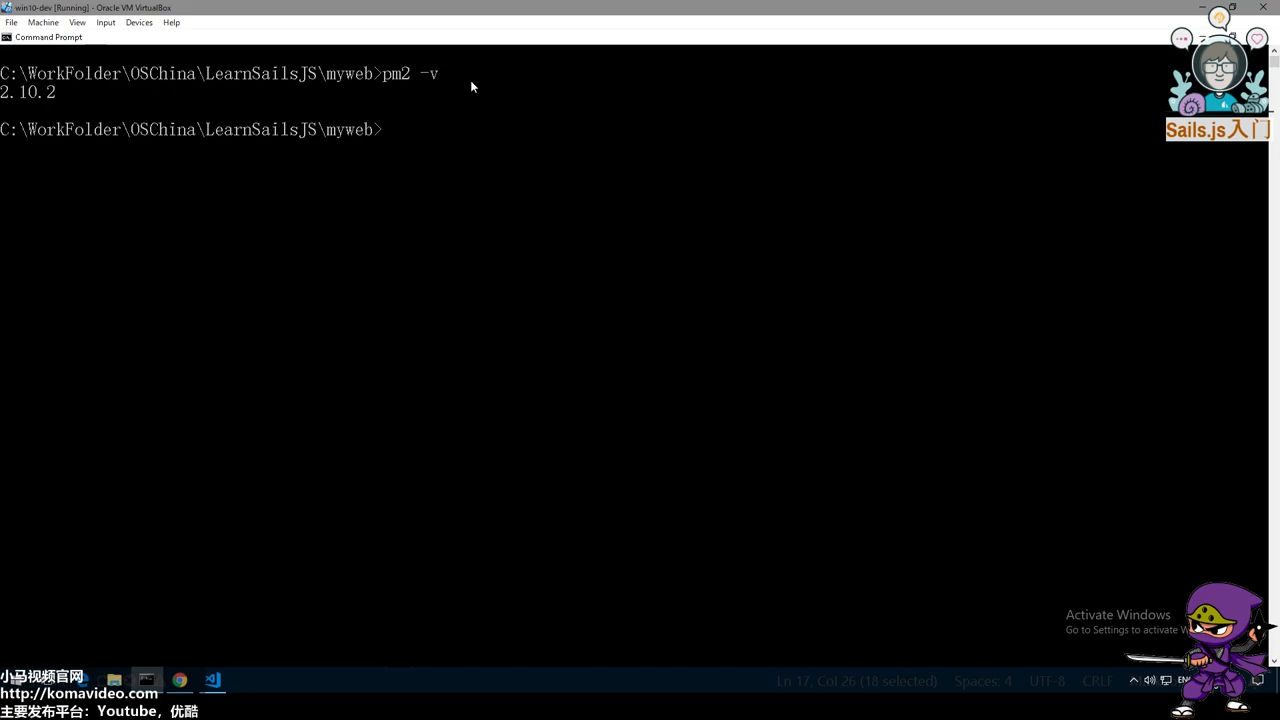 win10-dev [Running] - Oracle VM VirtualBox
File Machine View Input Devices Help
Command Prompt
C:\WorkFolder\OSChina\LearnSailsJS\myweb>pm2 -v
2.10.2
C:\WorkFolder\OSChina\LearnSailsJS\myweb>
Sails.js入门
Activate Windows
Go to Settings to activate
小马视频官网
http://komavideo.com
主要发布平台：Youtube，优酷
Ln 17, Col 26 (18 selected) Spaces: 4 UTF-8 CRLF